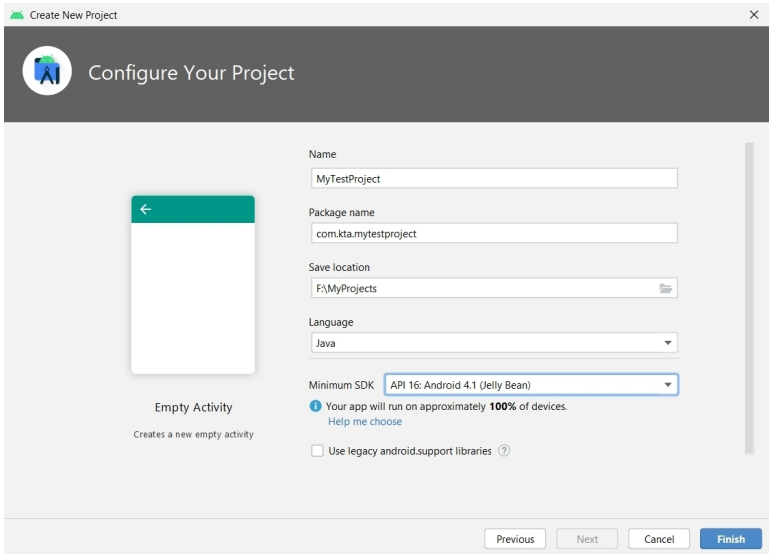 Create New Project
Configure Your Project
Name
MyTestProject
Package name
com.kta.mytestproject
Save location
F:\MyProjects
Language
Java
Minimum SDK API 16: Android 4.1 (Jelly Bean)
Your app will run on approximately 100% of devices.
Help me choose
Use legacy android.support libraries ?
Empty Activity
Creates a new empty activity
Previous Next Cancel Finish